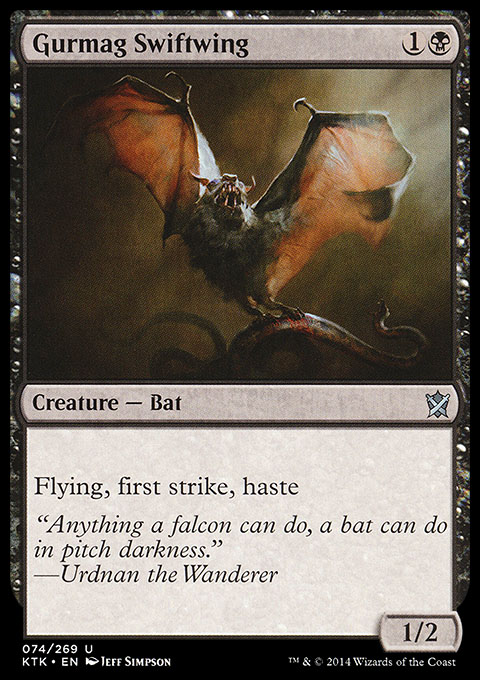 Gurmag Swiftwing 1
Creature — Bat
Flying, first strike, haste
“Anything a falcon can do, a bat can do
in pitch darkness.”
—Urdnan the Wanderer
1/2
074/269 U
KTK • EN Jeff Simpson
™ & © 2014 Wizards of the Coast